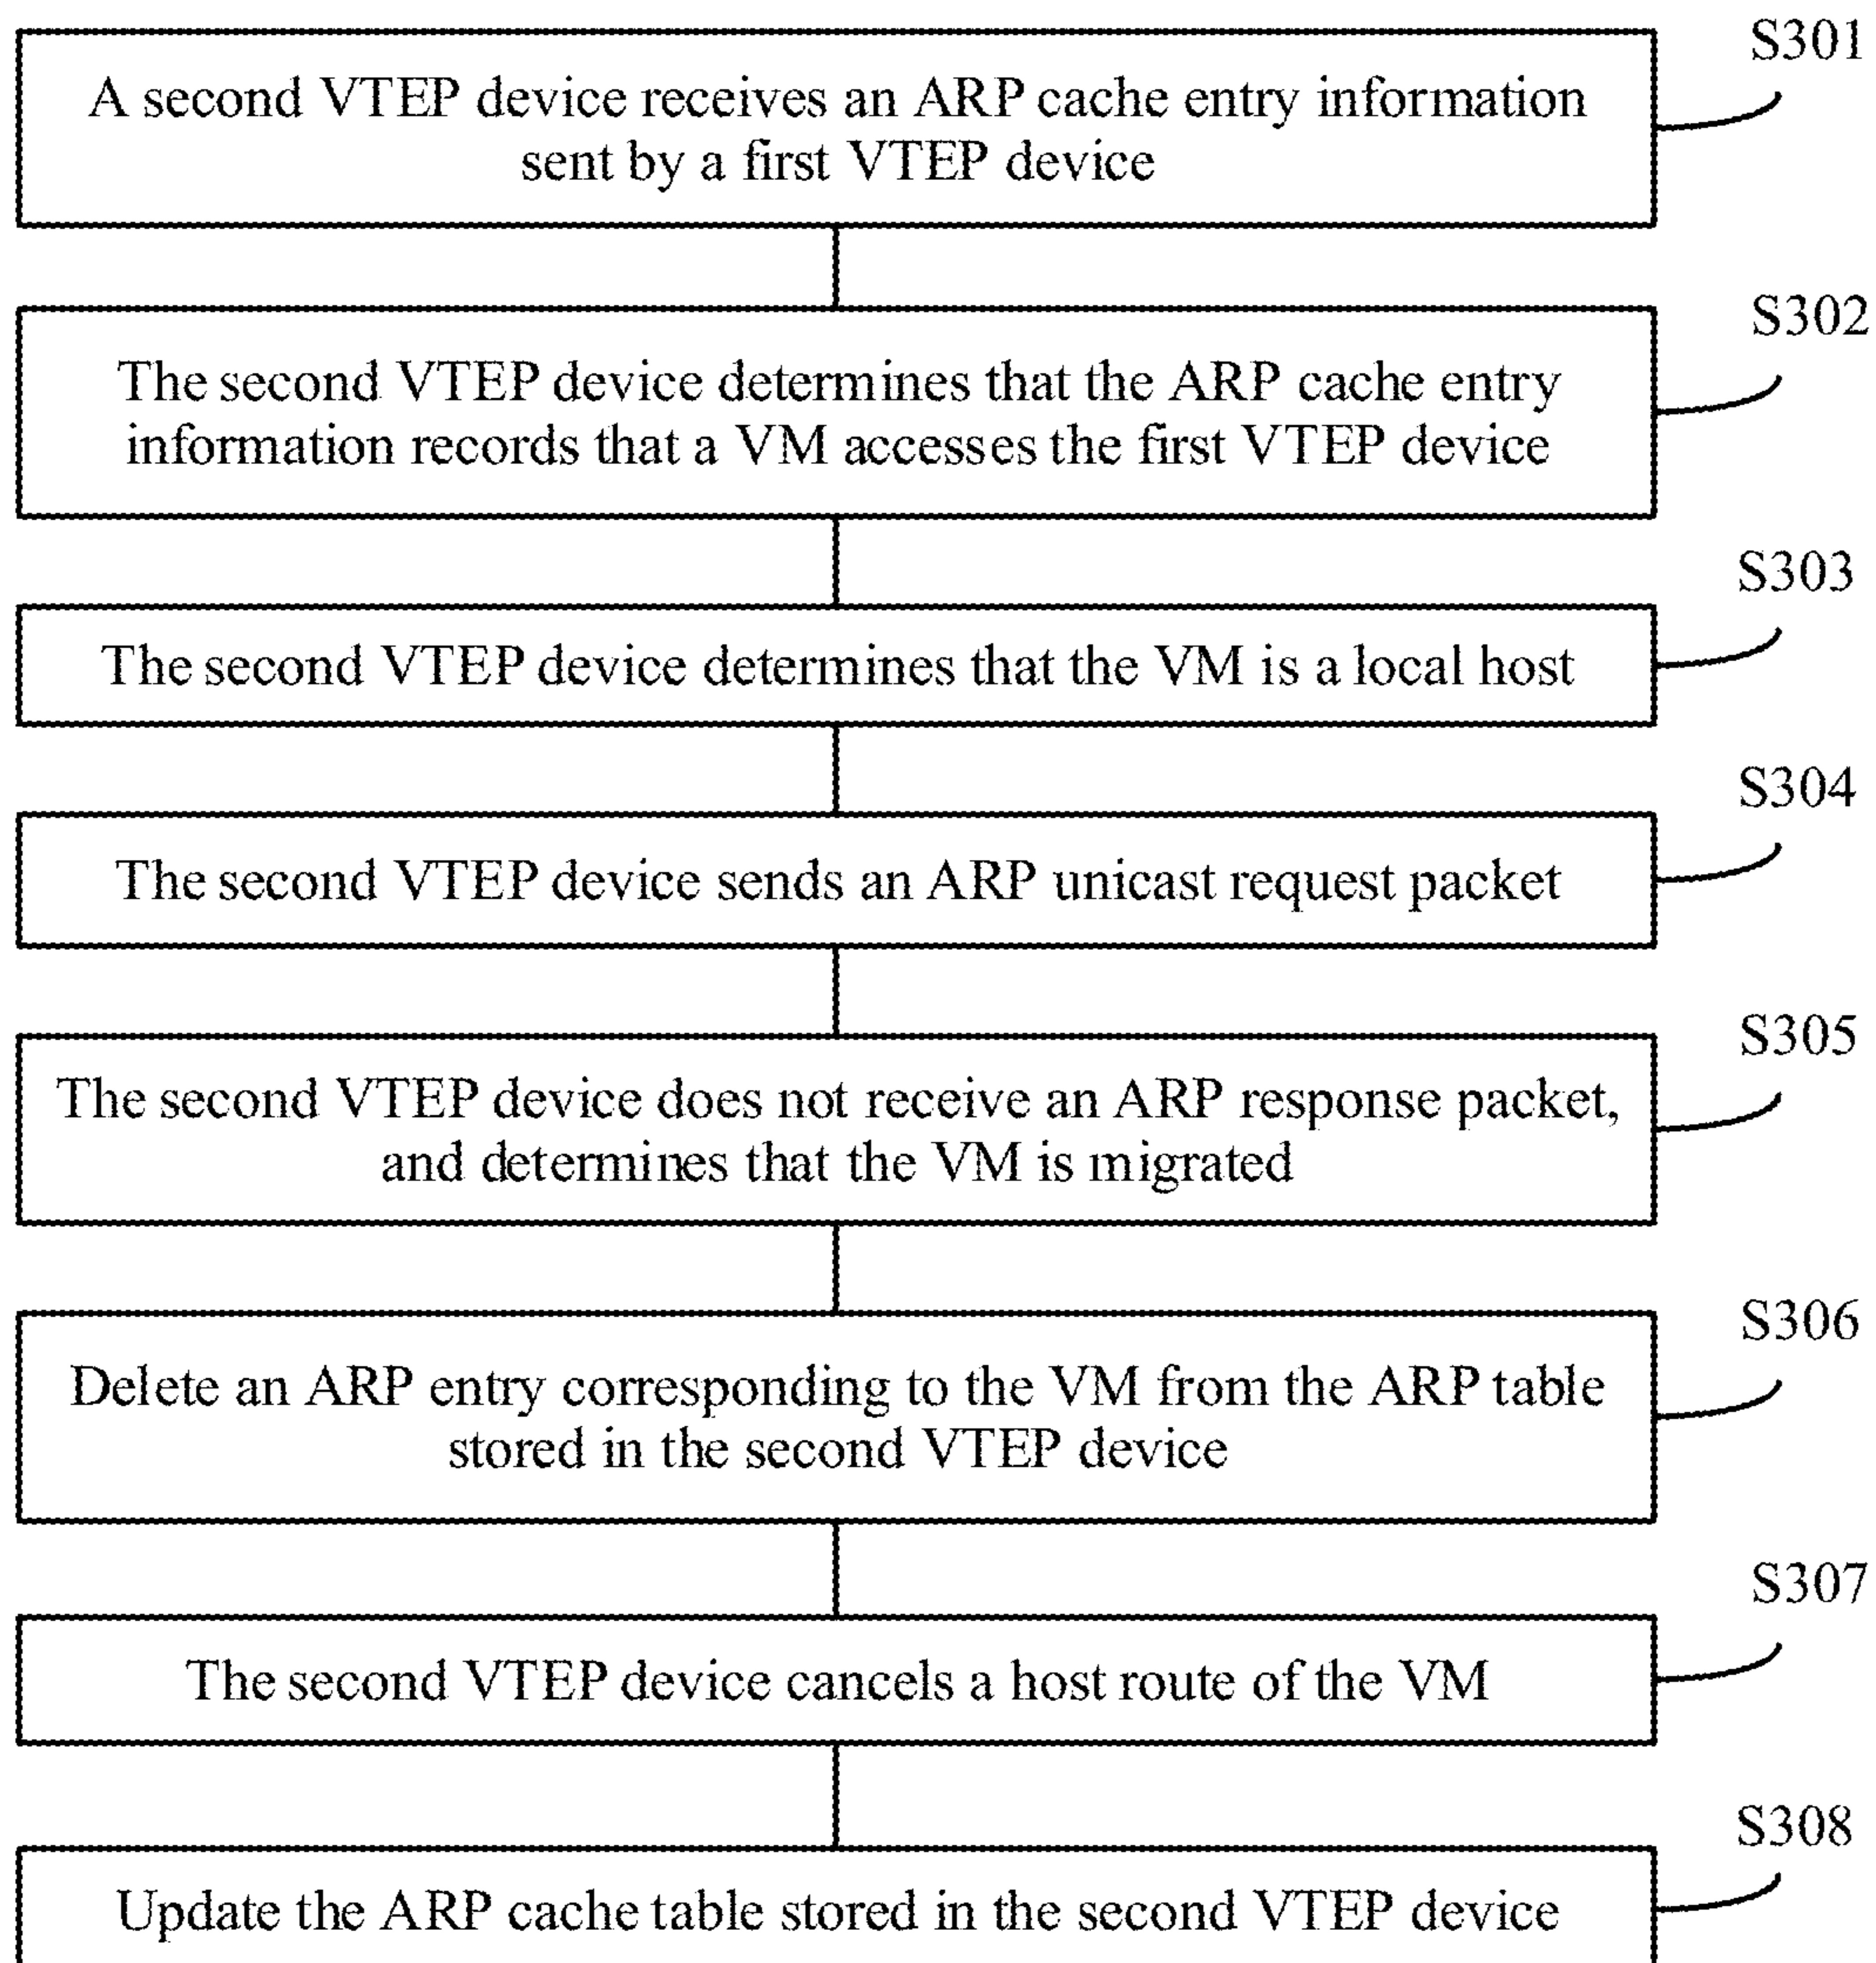 S301
A second VTEP device receives an ARP cache entry information
sent by a first VTEP device
S302
The second VTEP device determines that the ARP cache entry
information records that a VM accesses the first VTEP device
S303
The second VTEP device determines that the VM is a local host
S304
The second VTEP device sends an ARP unicast request packet
S305
The second VTEP device does not receive an ARP response packet,
and determines that the VM is migrated
S306
Delete an ARP entry corresponding to the VM from the ARP table
stored in the second VTEP device
S307
The second VTEP device cancels a host route of the VM
S308
Update the ARP cache table stored in the second VTEP device